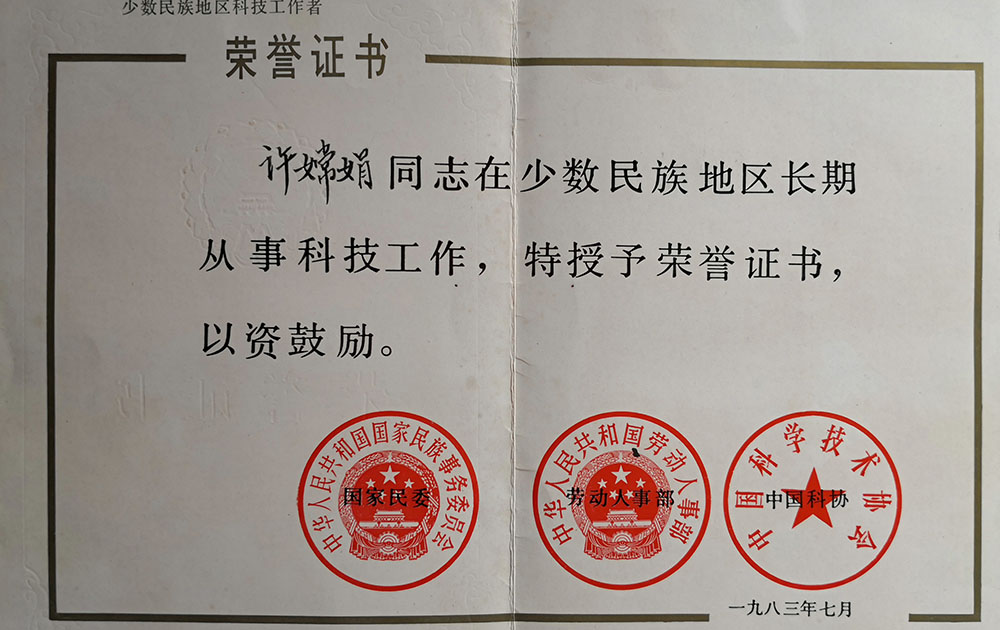 少数民族地区科技工作者
荣誉证书
许嫦娟同志在少数民族地区长期
从事科技工作，特授予荣誉证书，
以资鼓励。
中华人民共和国国家民族事务委员会
国家民委
中华人民共和国劳动人事部
劳动人事部
中国科学技术协会
中国科协
一九八三年七月